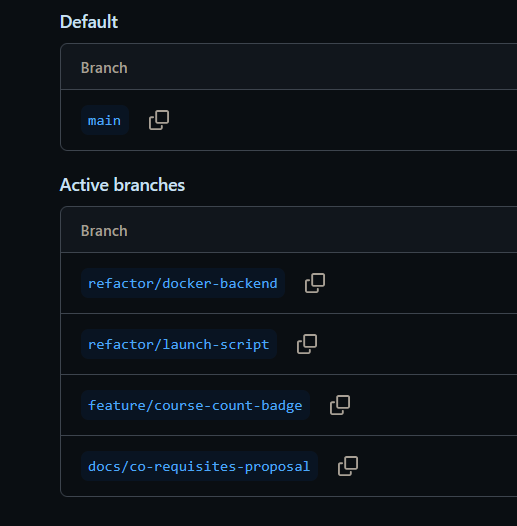 Default
Branch
main
Active branches
Branch
refactor/docker-backend
refactor/launch-script
feature/course-count-badge
docs/co-requisites-proposal